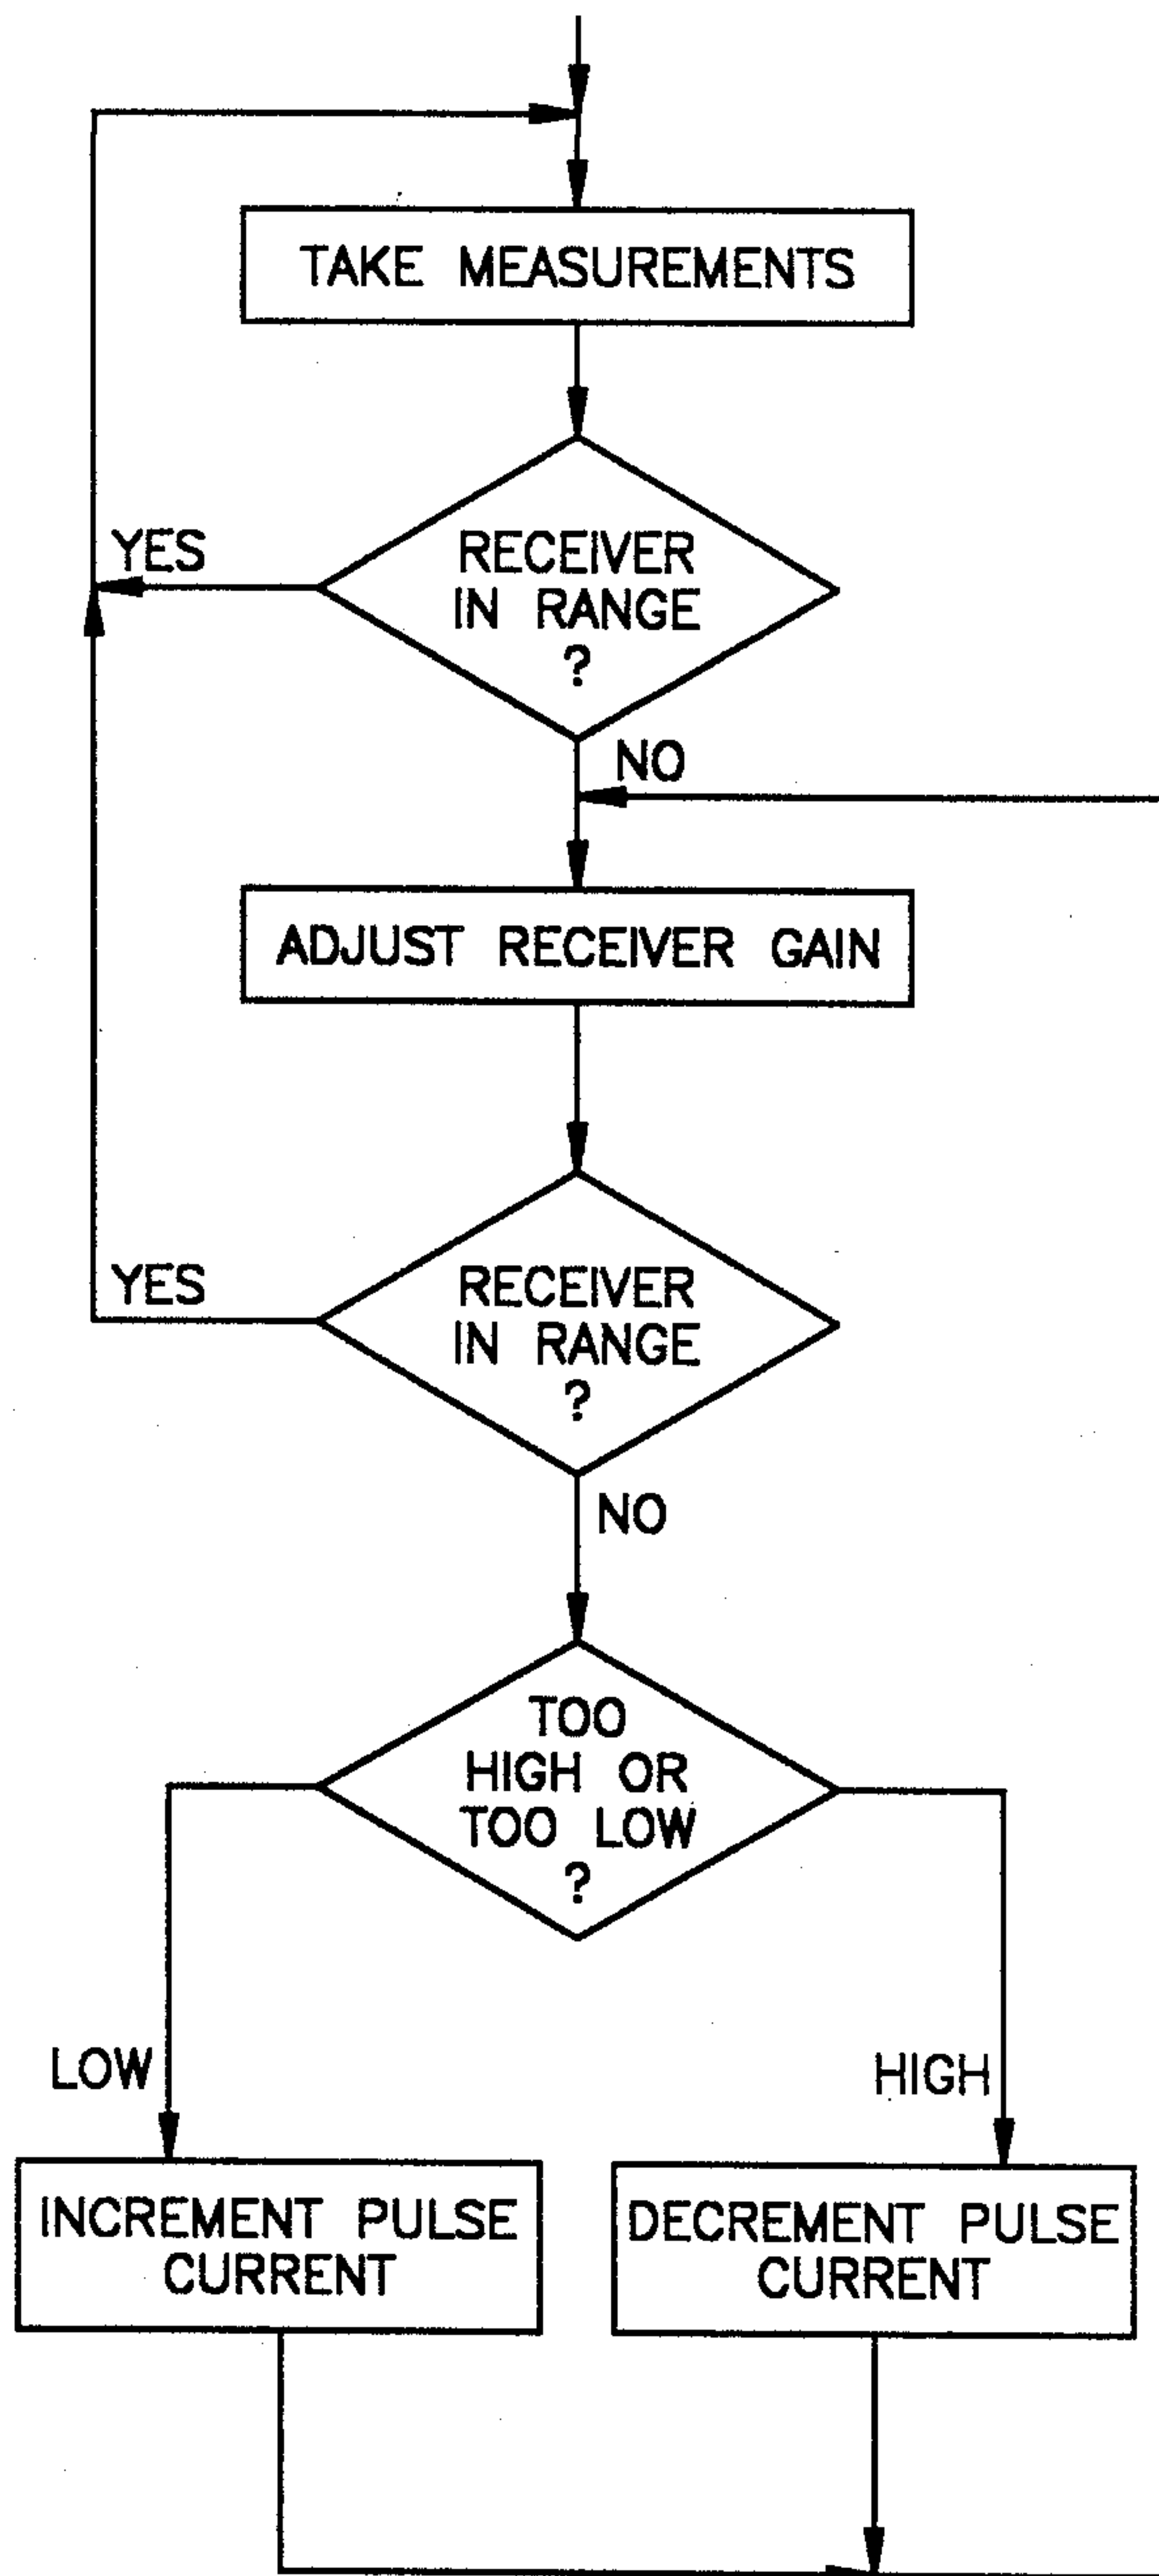 TAKE MEASUREMENTS
YES
RECEIVER
IN RANGE
?
NO
ADJUST RECEIVER GAIN
YES
RECEIVER
IN RANGE
?
NO
TOO
HIGH OR
TOO LOW
?
LOW
HIGH
INCREMENT PULSE
CURRENT
DECREMENT PULSE
CURRENT